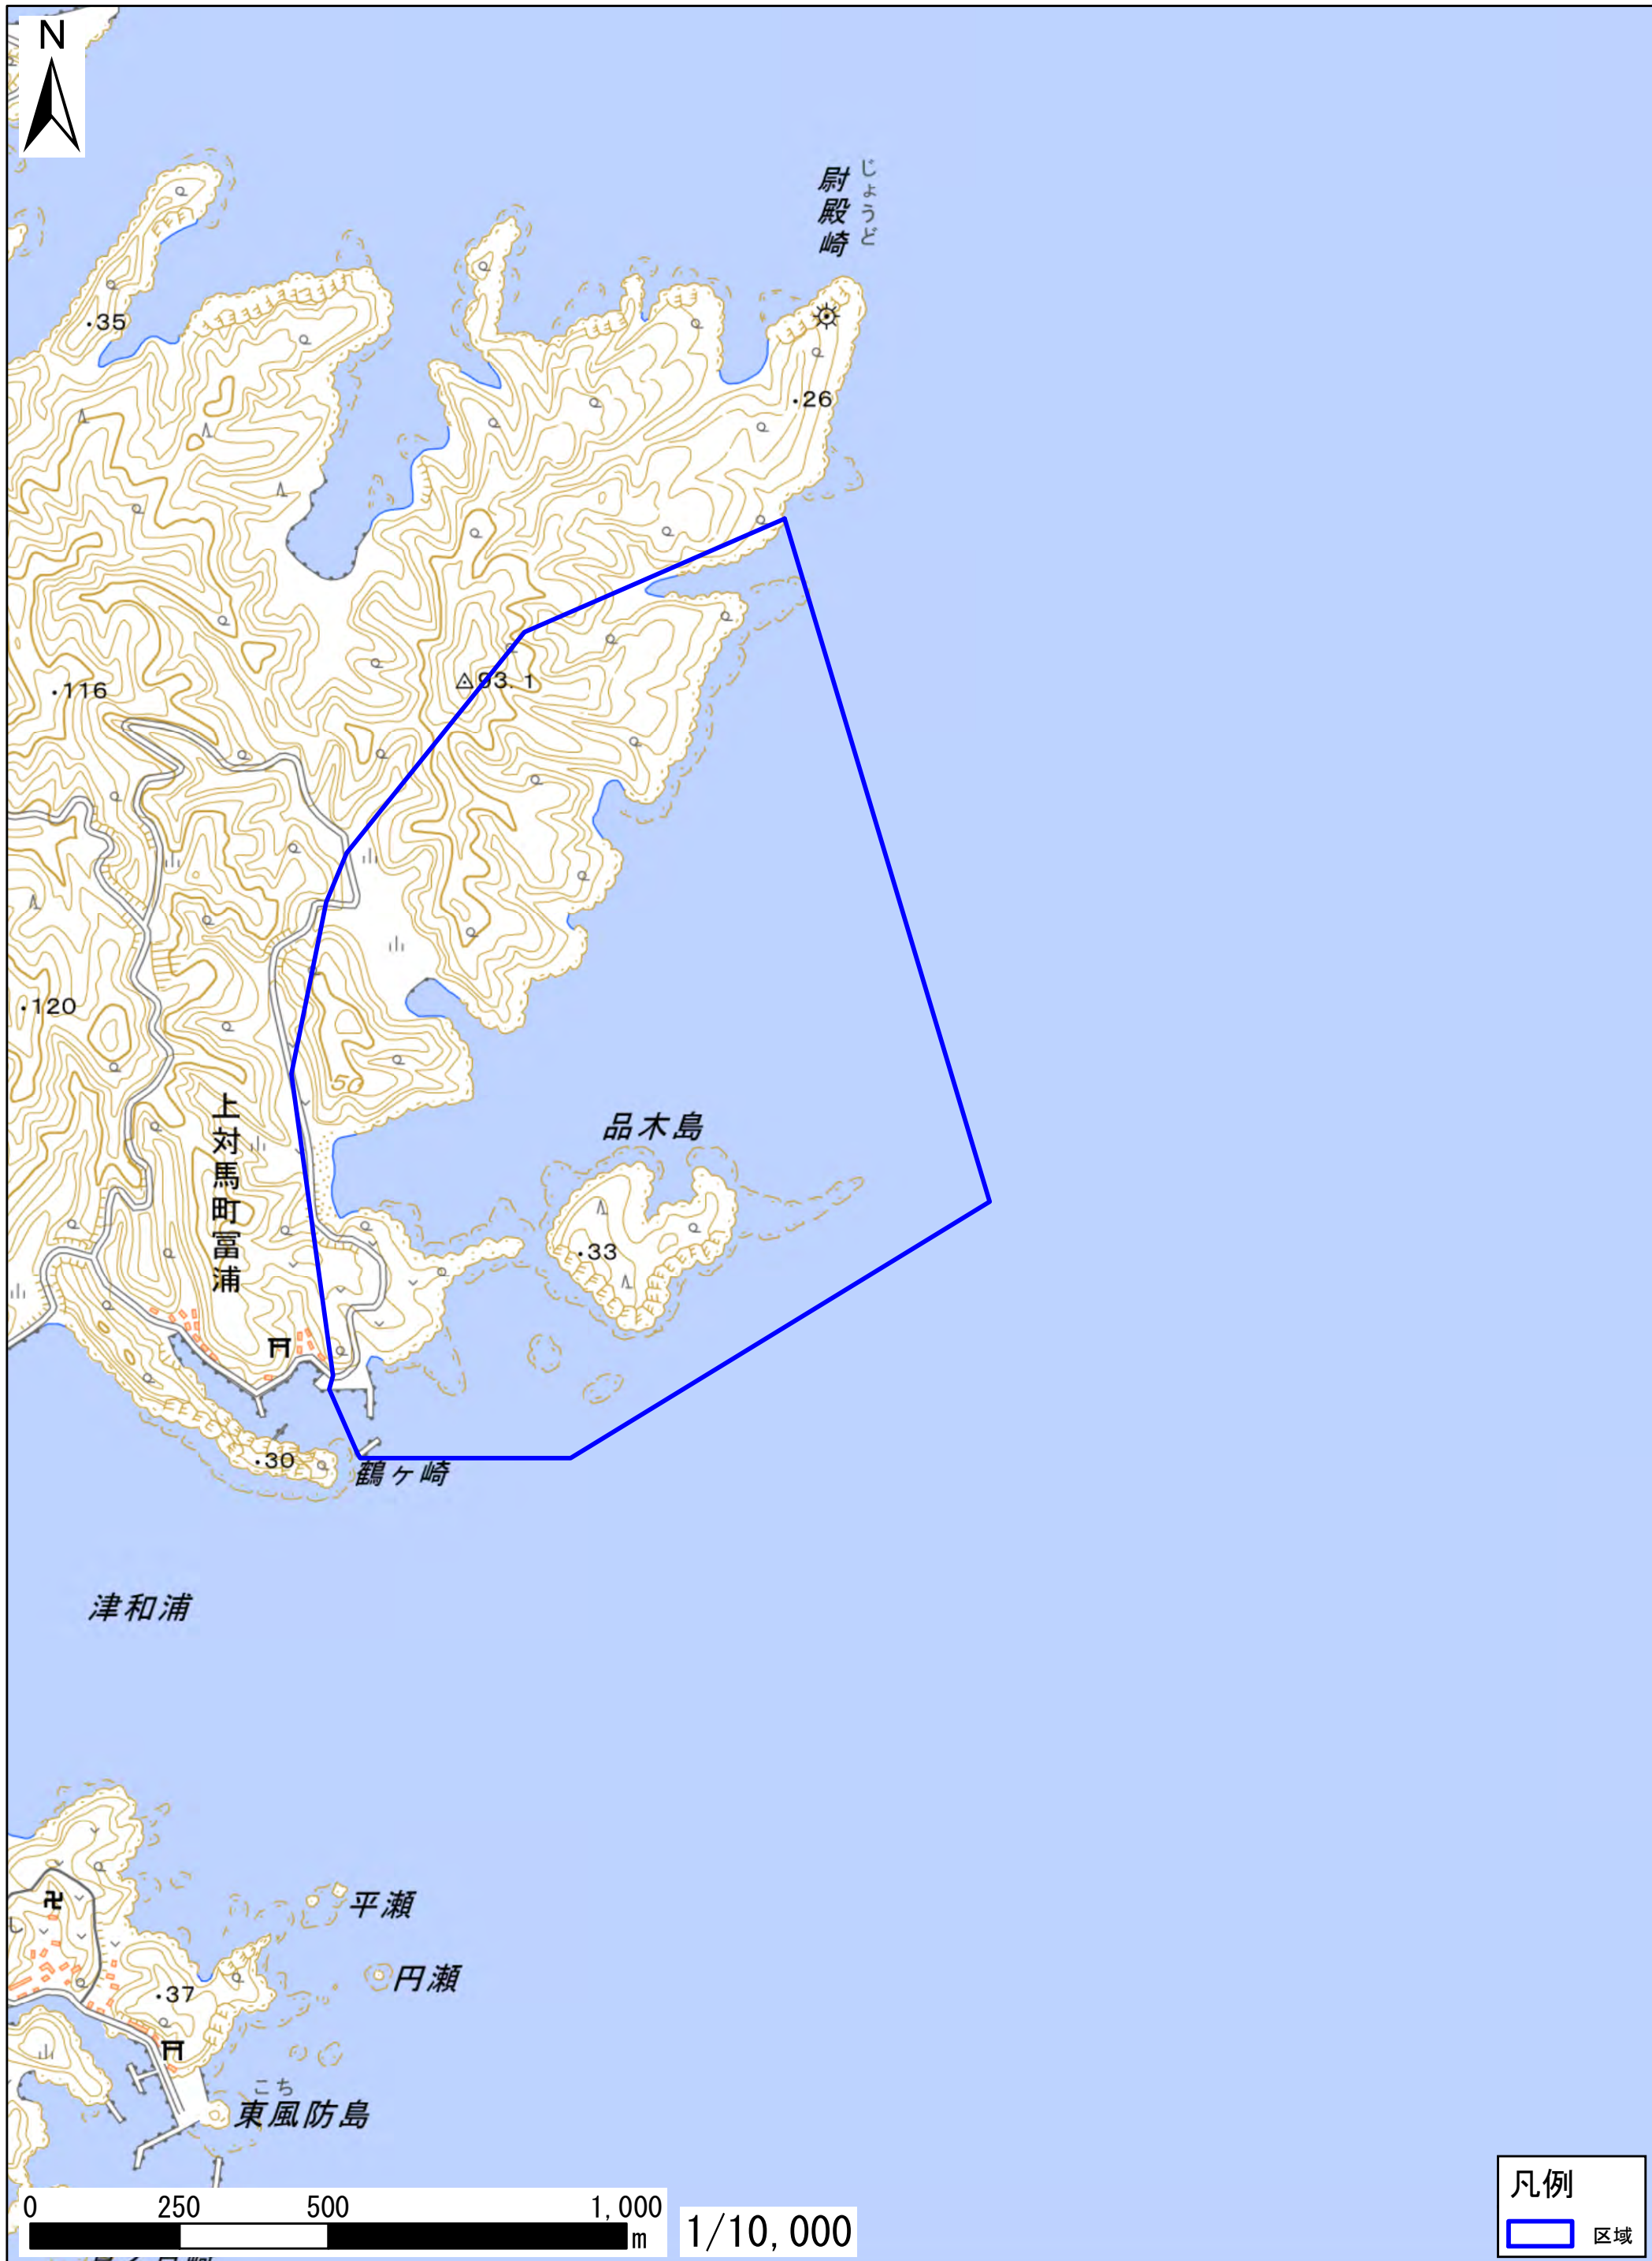 N
尉殿崎
じょうど
35
26
93.1
116
120
50
上対馬町冨浦
品木島
33
30
鶴ヶ崎
津和浦
平瀬
円瀬
37
こち
東風防島
0 250 500 1,000
m
1/10,000
凡例
区域